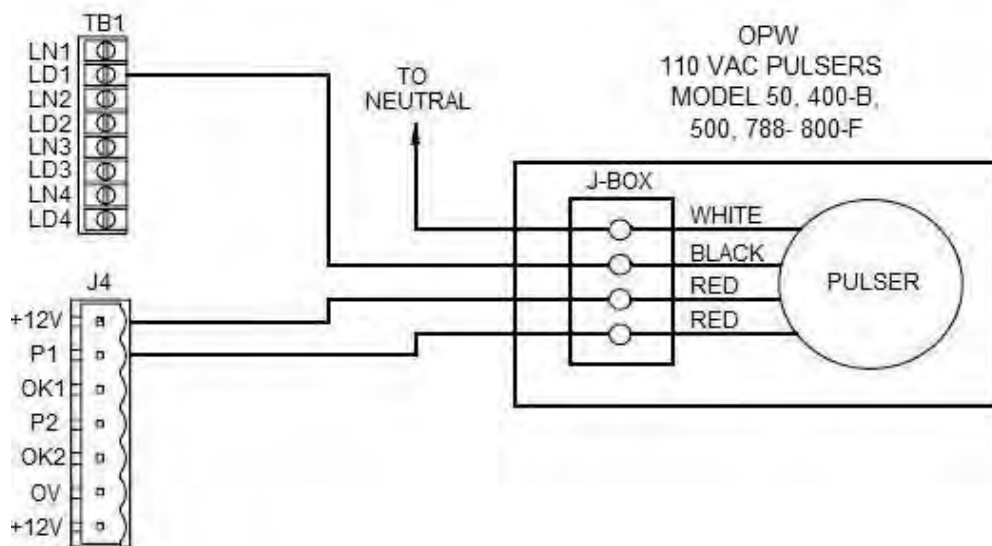 TB1
LN1
LD1
LN2
LD2
LN3
LD3
LN4
LD4
TO
NEUTRAL
OPW
110 VAC PULSERS
MODEL 50, 400-B,
500, 788- 800-F
J-BOX
WHITE
BLACK
RED
RED
PULSER
J4
+12V
P1
OK1
P2
OK2
OV
+12V